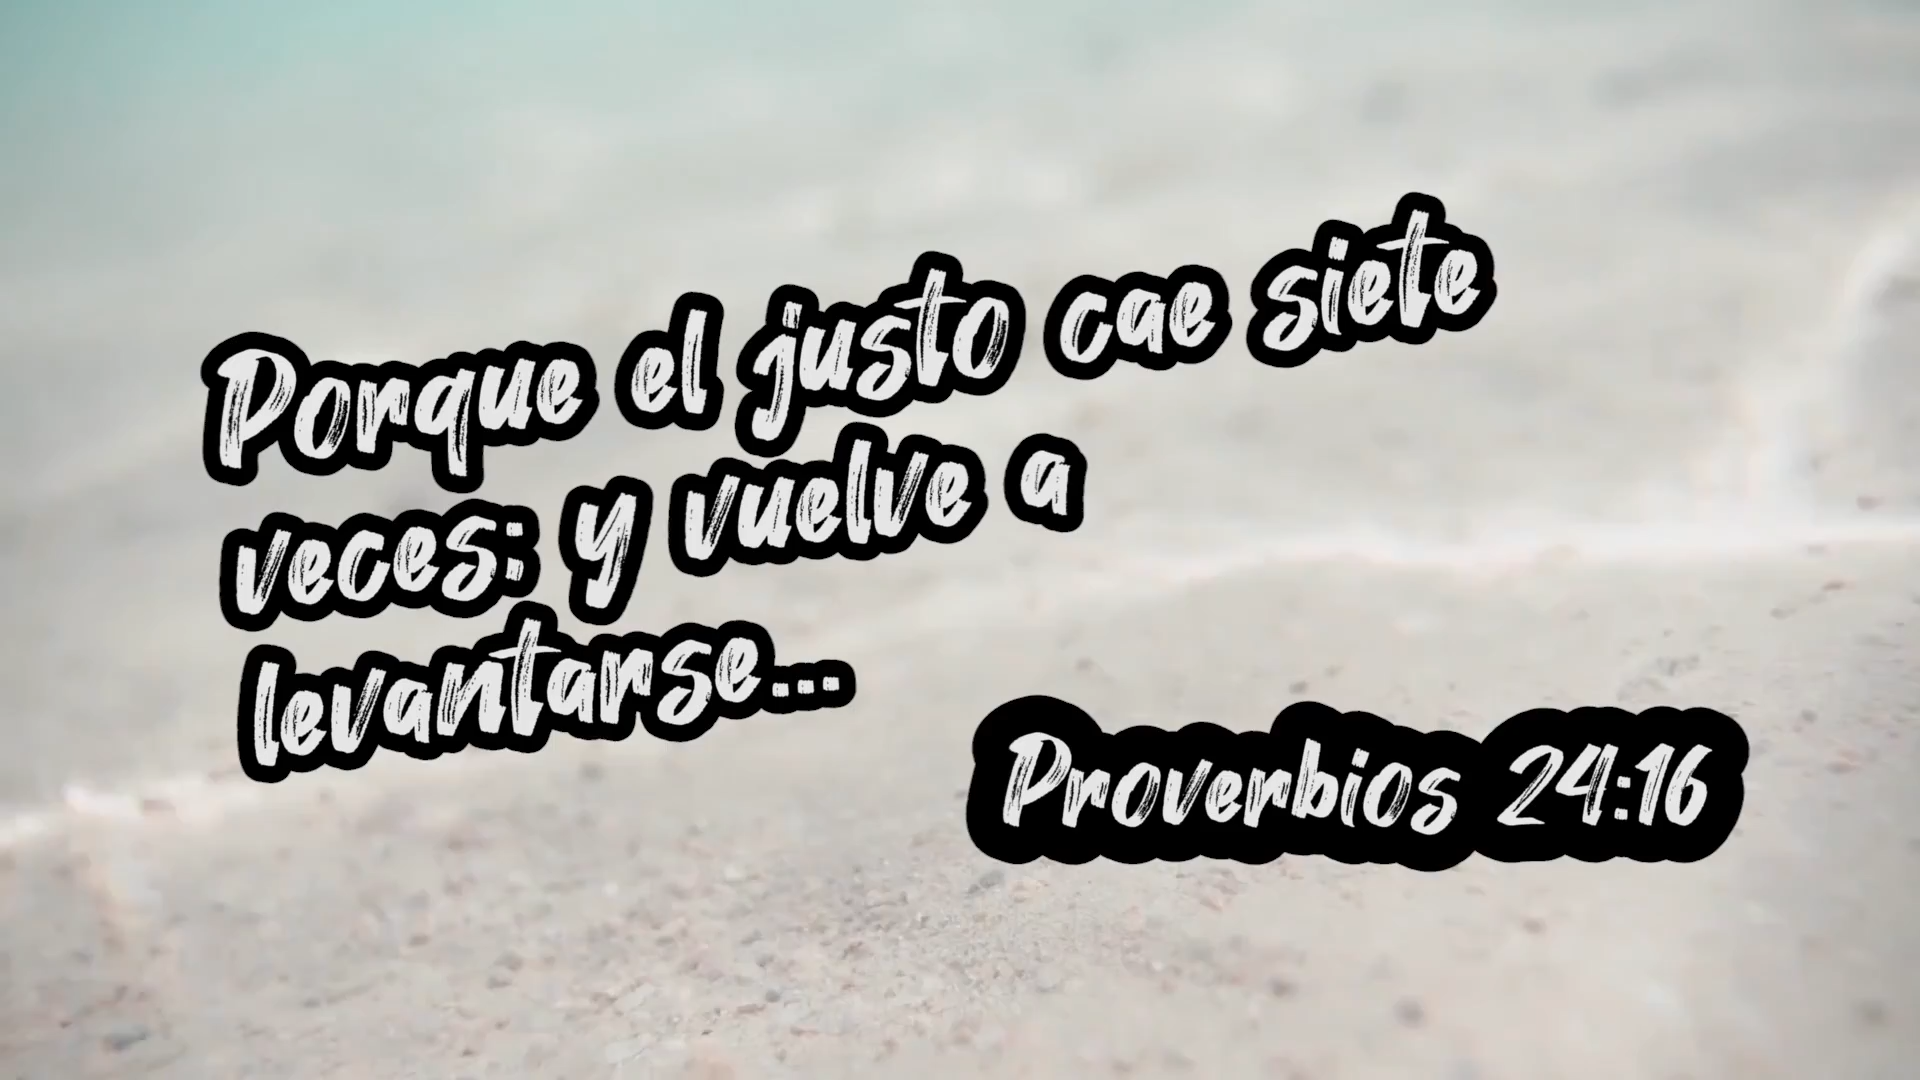 Porque el justo cae siete
veces: y vuelve a
levantarse...
Proverbios 24:16